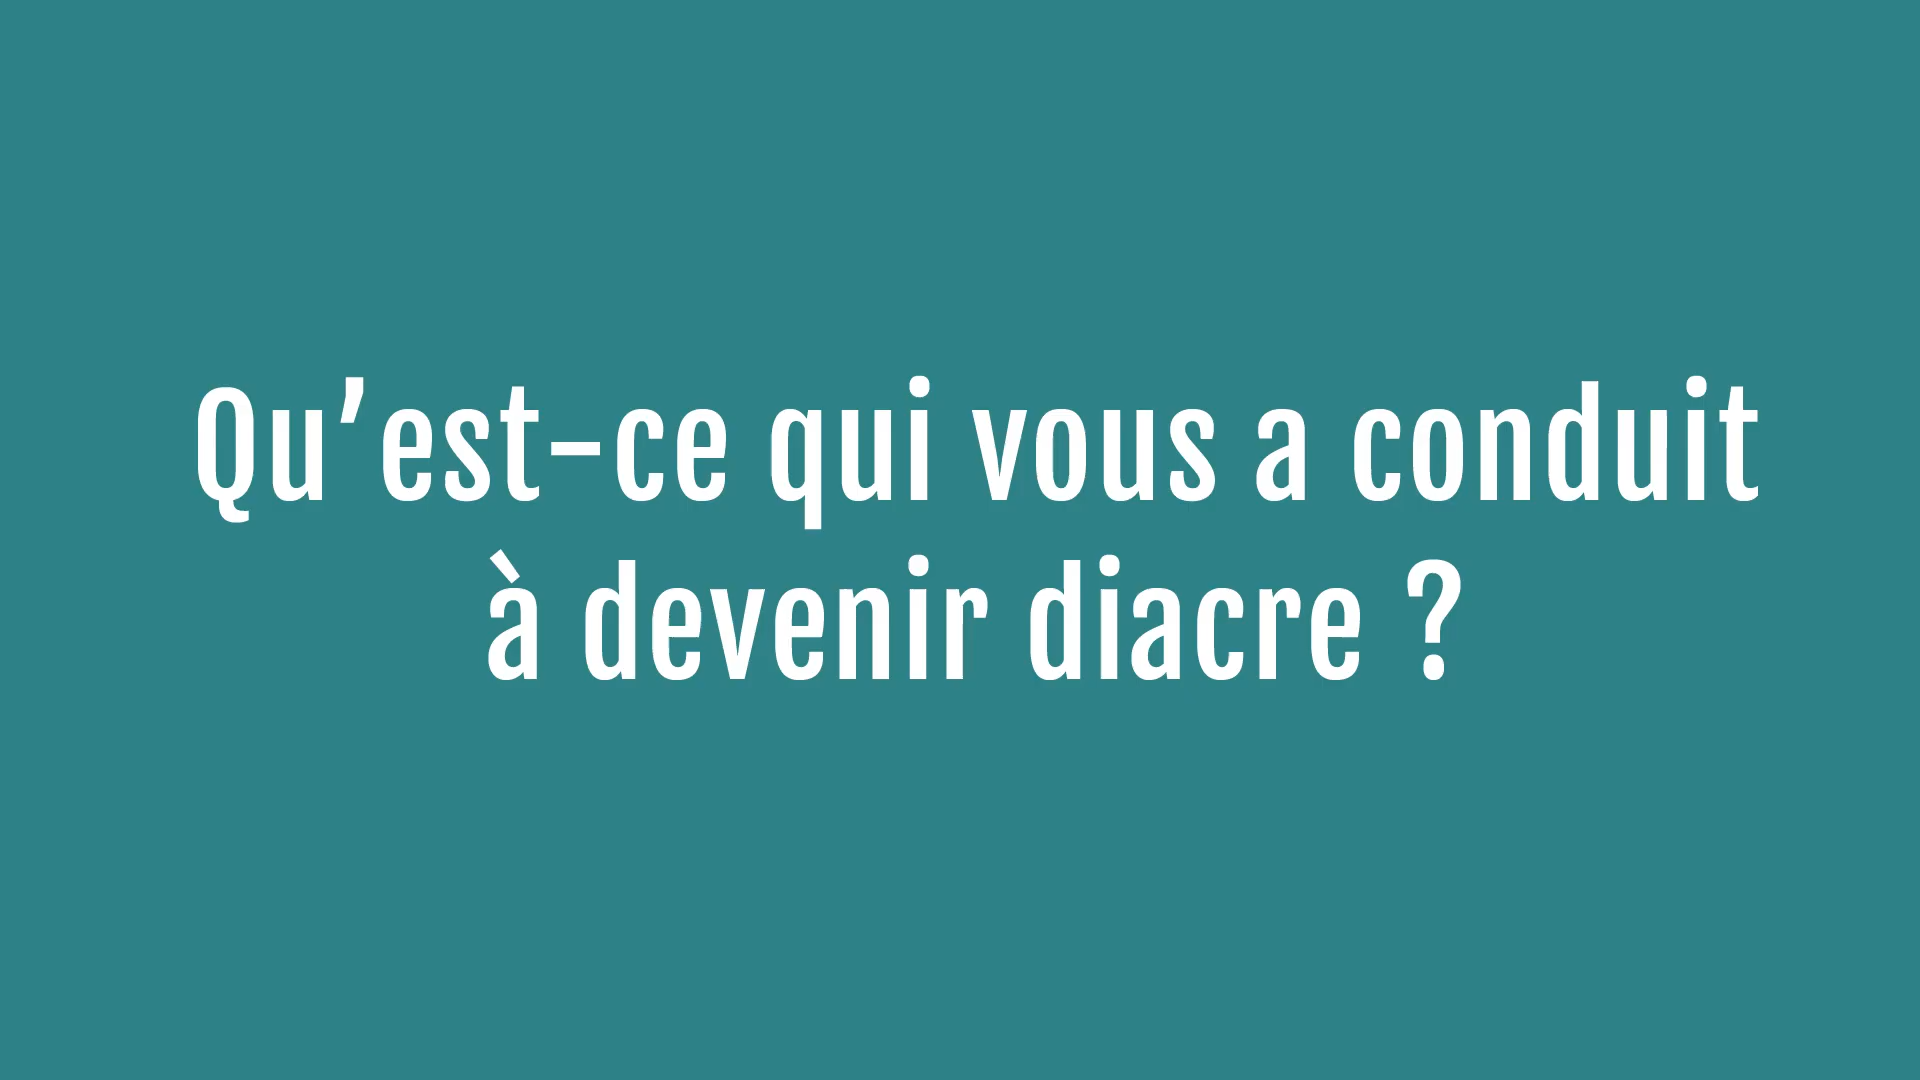 Qu’est-ce qui vous a conduit
à devenir diacre ?